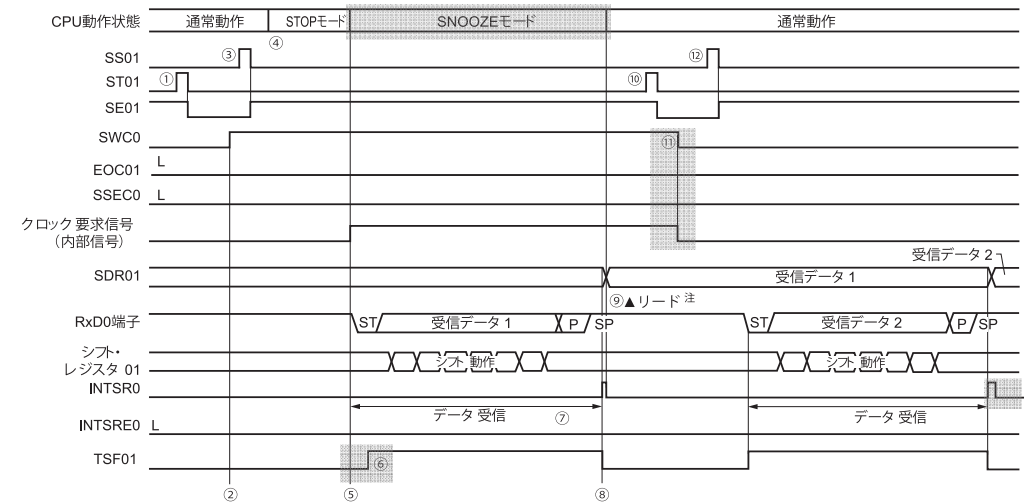 CPU動作状態 通常動作 STOPモード SNOOZEモード 通常動作
④
SS01 ③ ⑫
ST01 ① ⑩
SE01
SWC0 ⑪
EOC01 L
SSEC0 L
クロック 要求信号
(内部信号)
受信データ 2
SDR01 受信データ 1
⑨▲リード 注
RxD0端子 ST 受信データ 1 P SP ST 受信データ 2 P SP
シフト・
レジスタ 01 シフト 動作 シフト 動作
INTSR0
データ 受信 ⑦ データ 受信
INTSRE0 L
TSF01 ⑥
② ⑤ ⑧